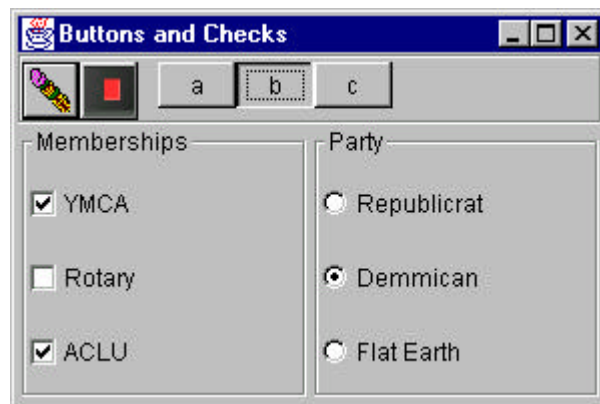 Buttons and Checks
a b c
Memberships Party
YMCA Republicrat
Rotary Demmican
ACLU Flat Earth